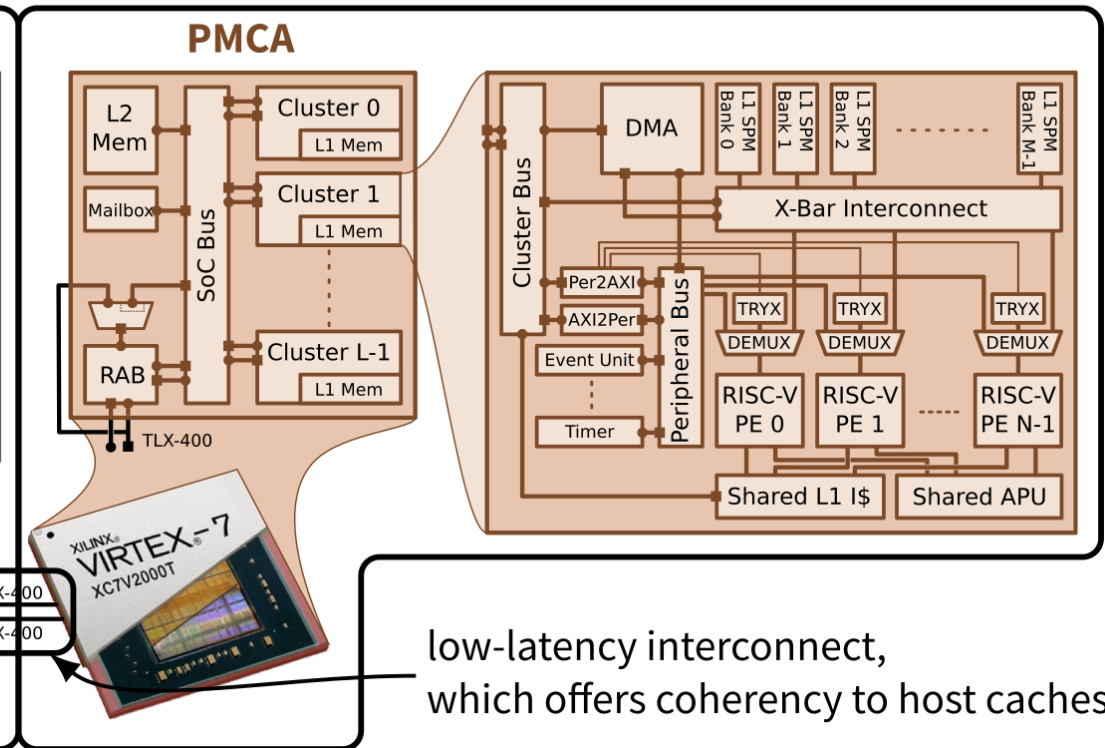 PMCA
L2
Mem
Mailbox
RAB
TLX-400
SoC Bus
Cluster 0
L1 Mem
Cluster 1
L1 Mem
Cluster L-1
L1 Mem
Cluster Bus
DMA
L1 SPM
Bank 0
L1 SPM
Bank 1
L1 SPM
Bank 2
L1 SPM
Bank M-1
X-Bar Interconnect
Per2AXI
AXI2Per
Event Unit
Timer
Peripheral Bus
TRYX
TRYX
TRYX
DEMUX
DEMUX
DEMUX
RISC-V
PE 0
RISC-V
PE 1
RISC-V
PE N-1
Shared L1 I$
Shared APU
XILINX®
VIRTEX®-7
XC7V2000T
X-400
X-400
low-latency interconnect,
which offers coherency to host caches